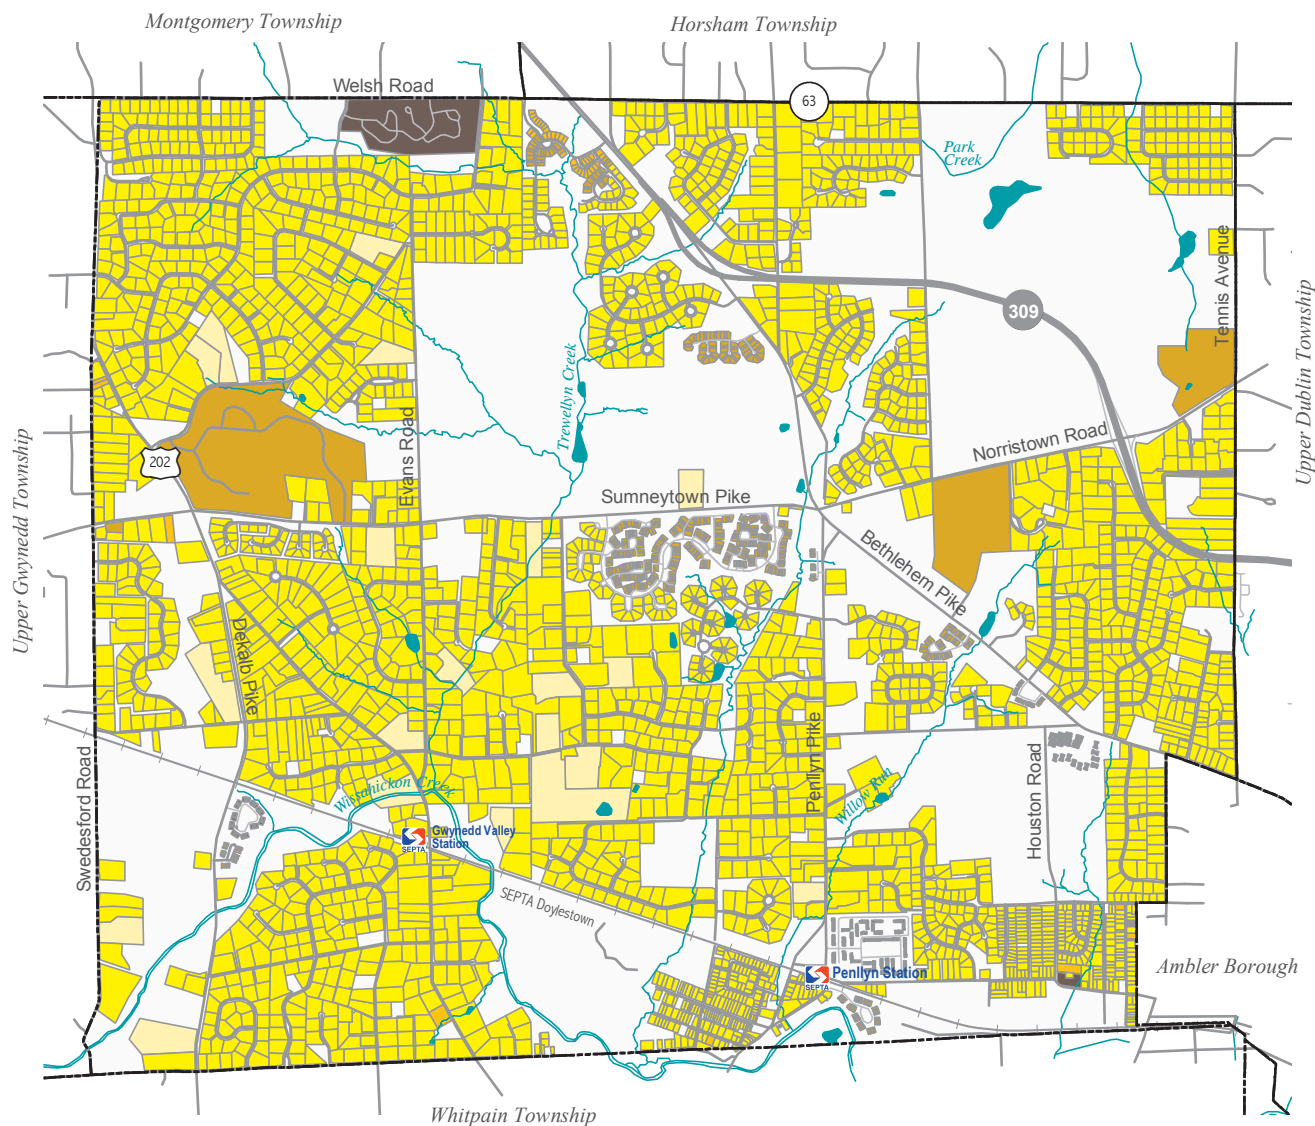 Montgomery Township
Horsham Township
Welsh Road
63
Park
Creek
Tennis Avenue
309
Upper Dublin Township
Trewellyn Creek
Evans Road
Norristown Road
202
Upper Gwynedd Township
Sumneytown Pike
Bethlehem Pike
Dekalb Pike
Penllyn Pike
Swedesford Road
Wissahickon Creek
Willow Run
Houston Road
Gwynedd Valley
Station
SEPTA
SEPTA Doylestown
Penllyn Station
SEPTA
Ambler Borough
Whitpain Township